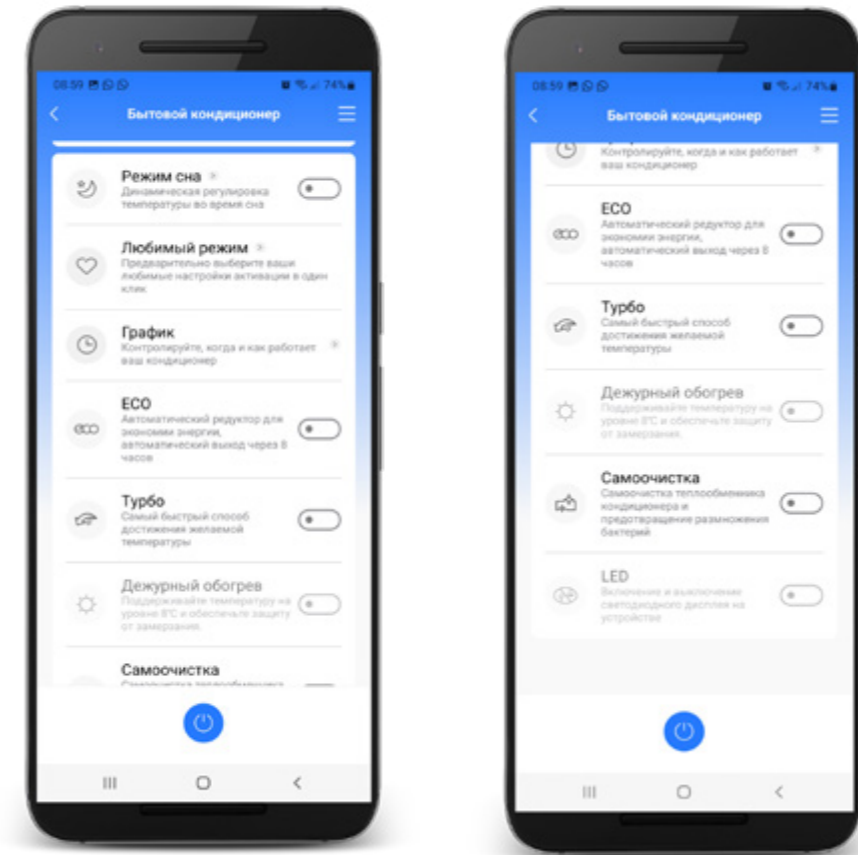 08:59
74%
Бытовой кондиционер
Режим сна
Динамическая регулировка
температуры во время сна
Любимый режим
Предварительно выберите ваши
любимые настройки активации в один
клик
График
Контролируйте, когда и как работает
ваш кондиционер
ECO
Автоматический редуктор для
экономии энергии,
автоматический выход через 8
часов
eco
Турбо
Самый быстрый способ
достижения желаемой
температуры
Дежурный обогрев
Поддерживайте температуру на
уровне 8°C и обеспечьте защиту
от замерзания.
Самоочистка
08:59
74%
Бытовой кондиционер
Контролируйте, когда и как работает
ваш кондиционер
ECO
Автоматический редуктор для
экономии энергии,
автоматический выход через 8
часов
eco
Турбо
Самый быстрый способ
достижения желаемой
температуры
Дежурный обогрев
Поддерживайте температуру на
уровне 8°C и обеспечьте защиту
от замерзания.
Самоочистка
Самоочистка теплообменника
кондиционера и
предотвращение размножения
бактерий
LED
Включение и выключение
светодиодного дисплея на
устройстве